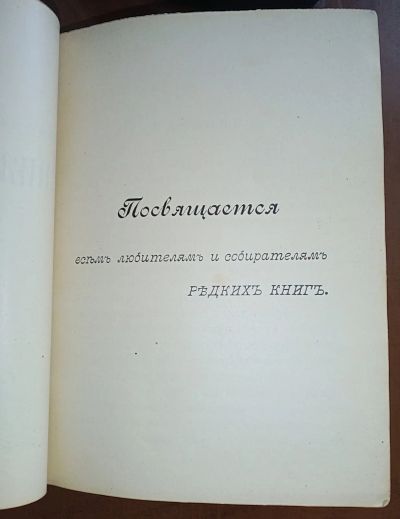 Посвящается
всѣмъ любителямъ и собирателямъ
РѢДКИХЪ КНИГЪ.